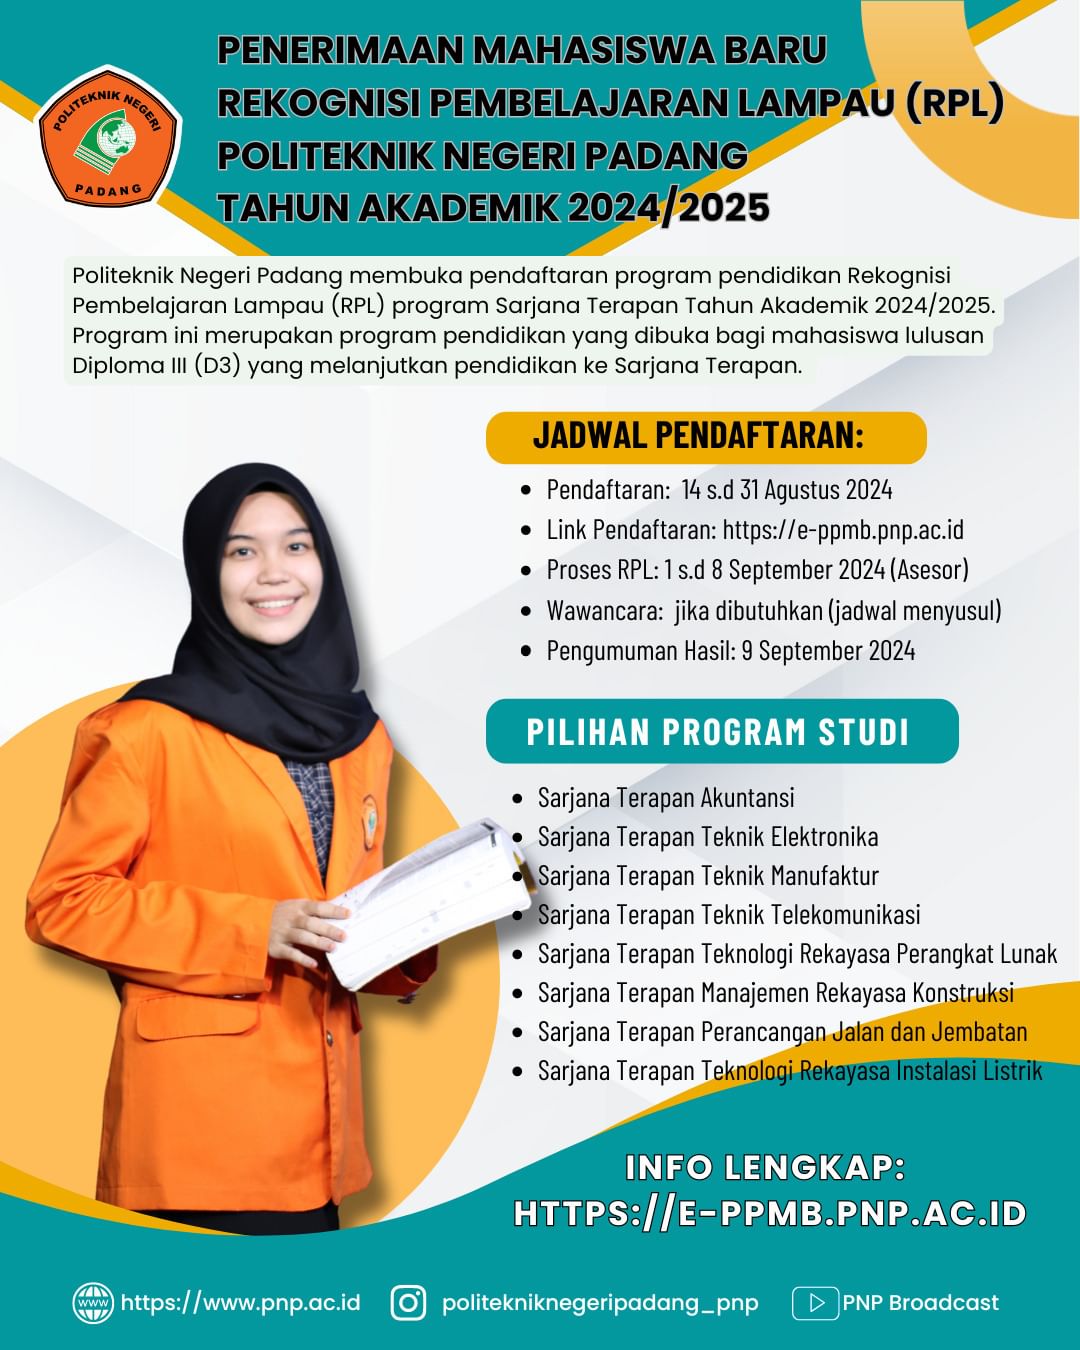 PENERIMAAN MAHASISWA BARU
REKOGNISI PEMBELAJARAN LAMPAU (RPL)
POLITEKNIK NEGERI PADANG
TAHUN AKADEMIK 2024/2025
POLITEKNIK NEGERI
PADANG
Politeknik Negeri Padang membuka pendaftaran program pendidikan Rekognisi
Pembelajaran Lampau (RPL) program Sarjana Terapan Tahun Akademik 2024/2025.
Program ini merupakan program pendidikan yang dibuka bagi mahasiswa lulusan
Diploma III (D3) yang melanjutkan pendidikan ke Sarjana Terapan.
JADWAL PENDAFTARAN:
• Pendaftaran: 14 s.d 31 Agustus 2024
• Link Pendaftaran: https://e-ppmb.pnp.ac.id
• Proses RPL: 1 s.d 8 September 2024 (Asesor)
• Wawancara: jika dibutuhkan (jadwal menyusul)
• Pengumuman Hasil: 9 September 2024
PILIHAN PROGRAM STUDI
• Sarjana Terapan Akuntansi
• Sarjana Terapan Teknik Elektronika
• Sarjana Terapan Teknik Manufaktur
• Sarjana Terapan Teknik Telekomunikasi
• Sarjana Terapan Teknologi Rekayasa Perangkat Lunak
• Sarjana Terapan Manajemen Rekayasa Konstruksi
• Sarjana Terapan Perancangan Jalan dan Jembatan
• Sarjana Terapan Teknologi Rekayasa Instalasi Listrik
INFO LENGKAP:
HTTPS://E-PPMB.PNP.AC.ID
www https://www.pnp.ac.id
politekniknegeripadang_pnp
PNP Broadcast